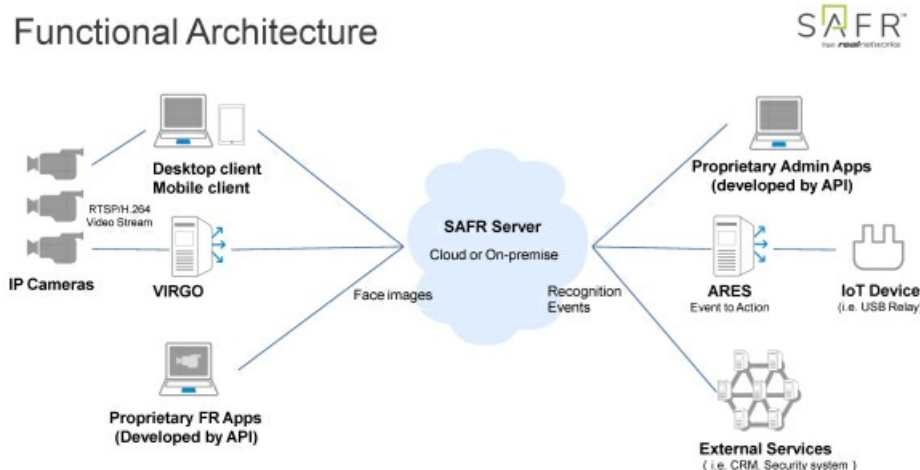 Functional Architecture
SAFR™
from realnetworks
Desktop client
Mobile client
RTSP/H.264
Video Stream
IP Cameras
VIRGO
Proprietary FR Apps
(Developed by API)
Face images
SAFR Server
Cloud or On-premise
Recognition
Events
Proprietary Admin Apps
(developed by API)
ARES
Event to Action
IoT Device
(i.e. USB Relay)
External Services
( i.e. CRM, Security system )